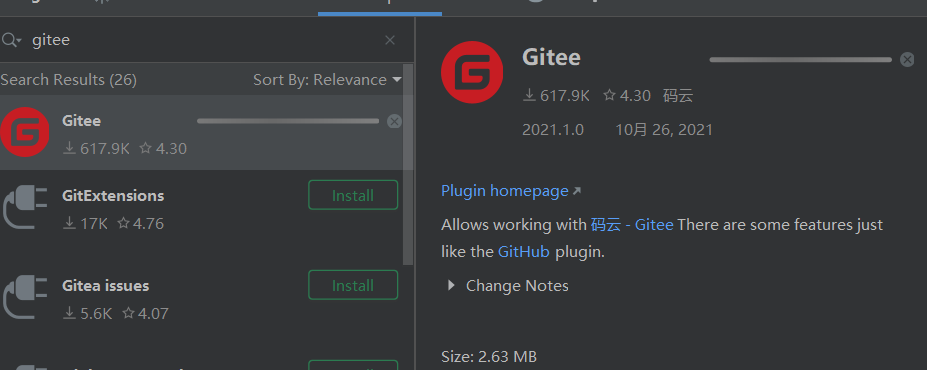 gitee
Search Results (26)
Sort By: Relevance
Gitee
617.9K 4.30
GitExtensions
Install
17K 4.76
Gitea issues
Install
5.6K 4.07
Gitee
617.9K 4.30 码云
2021.1.0 10月 26, 2021
Plugin homepage
Allows working with 码云 - Gitee There are some features just
like the GitHub plugin.
Change Notes
Size: 2.63 MB